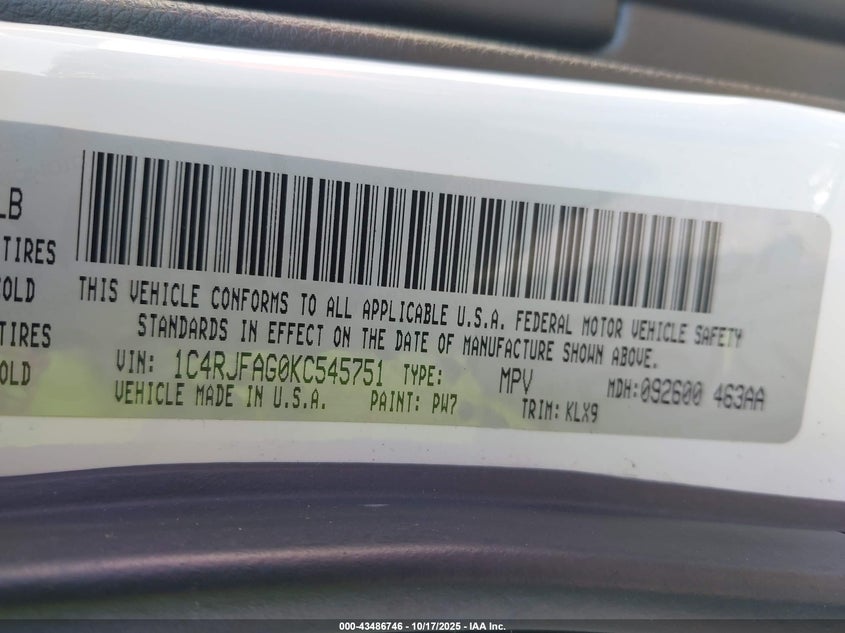 LB
TIRES
COLD
TIRES
OLD
THIS VEHICLE CONFORMS TO ALL APPLICABLE U.S.A. FEDERAL MOTOR VEHICLE SAFETY
STANDARDS IN EFFECT ON THE DATE OF MANUFACTURE SHOWN ABOVE.
VIN: 1C4RJFAG0KC545751 TYPE: MPV MDH:092600 463AA
VEHICLE MADE IN U.S.A. PAINT: PW7 TRIM: KLX9
000-43486746 - 10/17/2025 - IAA Inc.